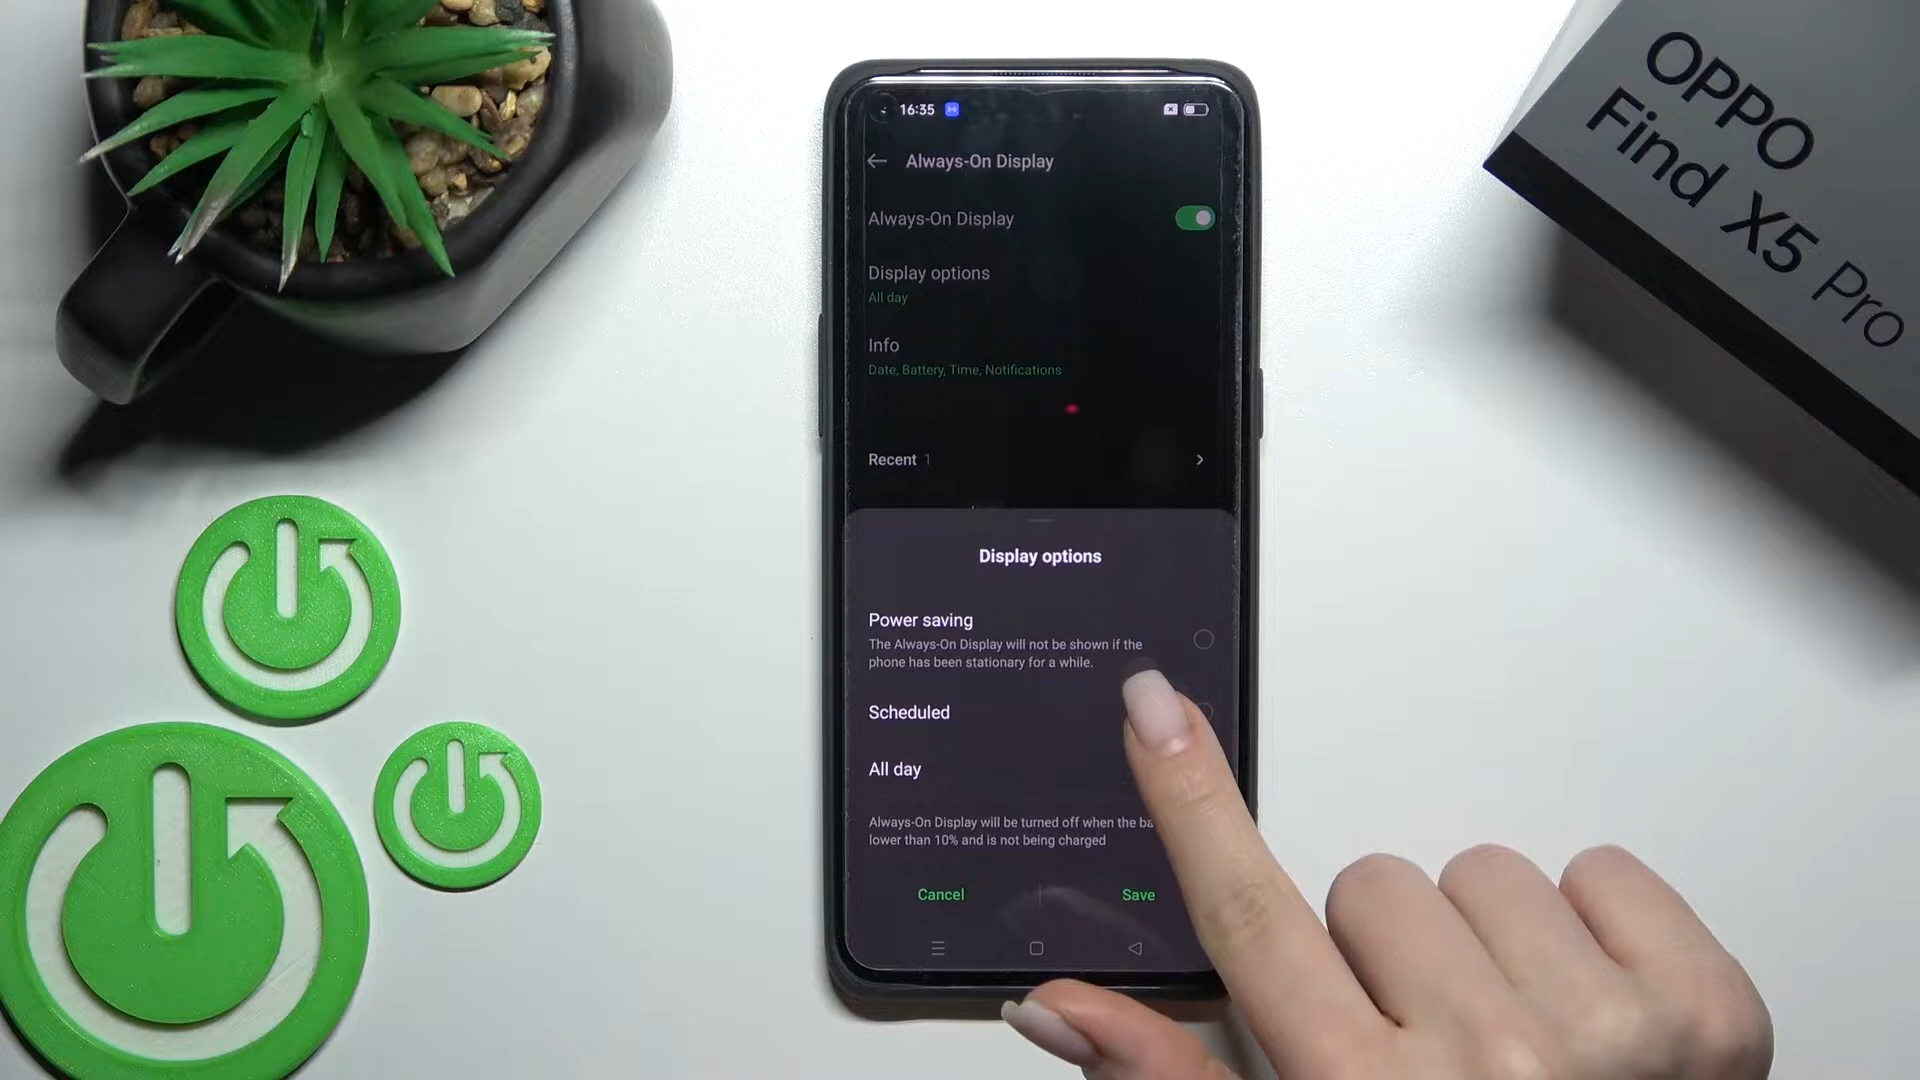 16:35
Always-On Display
Always-On Display
Display options
All day
Info
Date, Battery, Time, Notifications
Recent 1
Display options
Power saving
The Always-On Display will not be shown if the
phone has been stationary for a while.
Scheduled
All day
Always-On Display will be turned off when the
lower than 10% and is not being charged
Cancel
Save
OPPO
Find X5 Pro